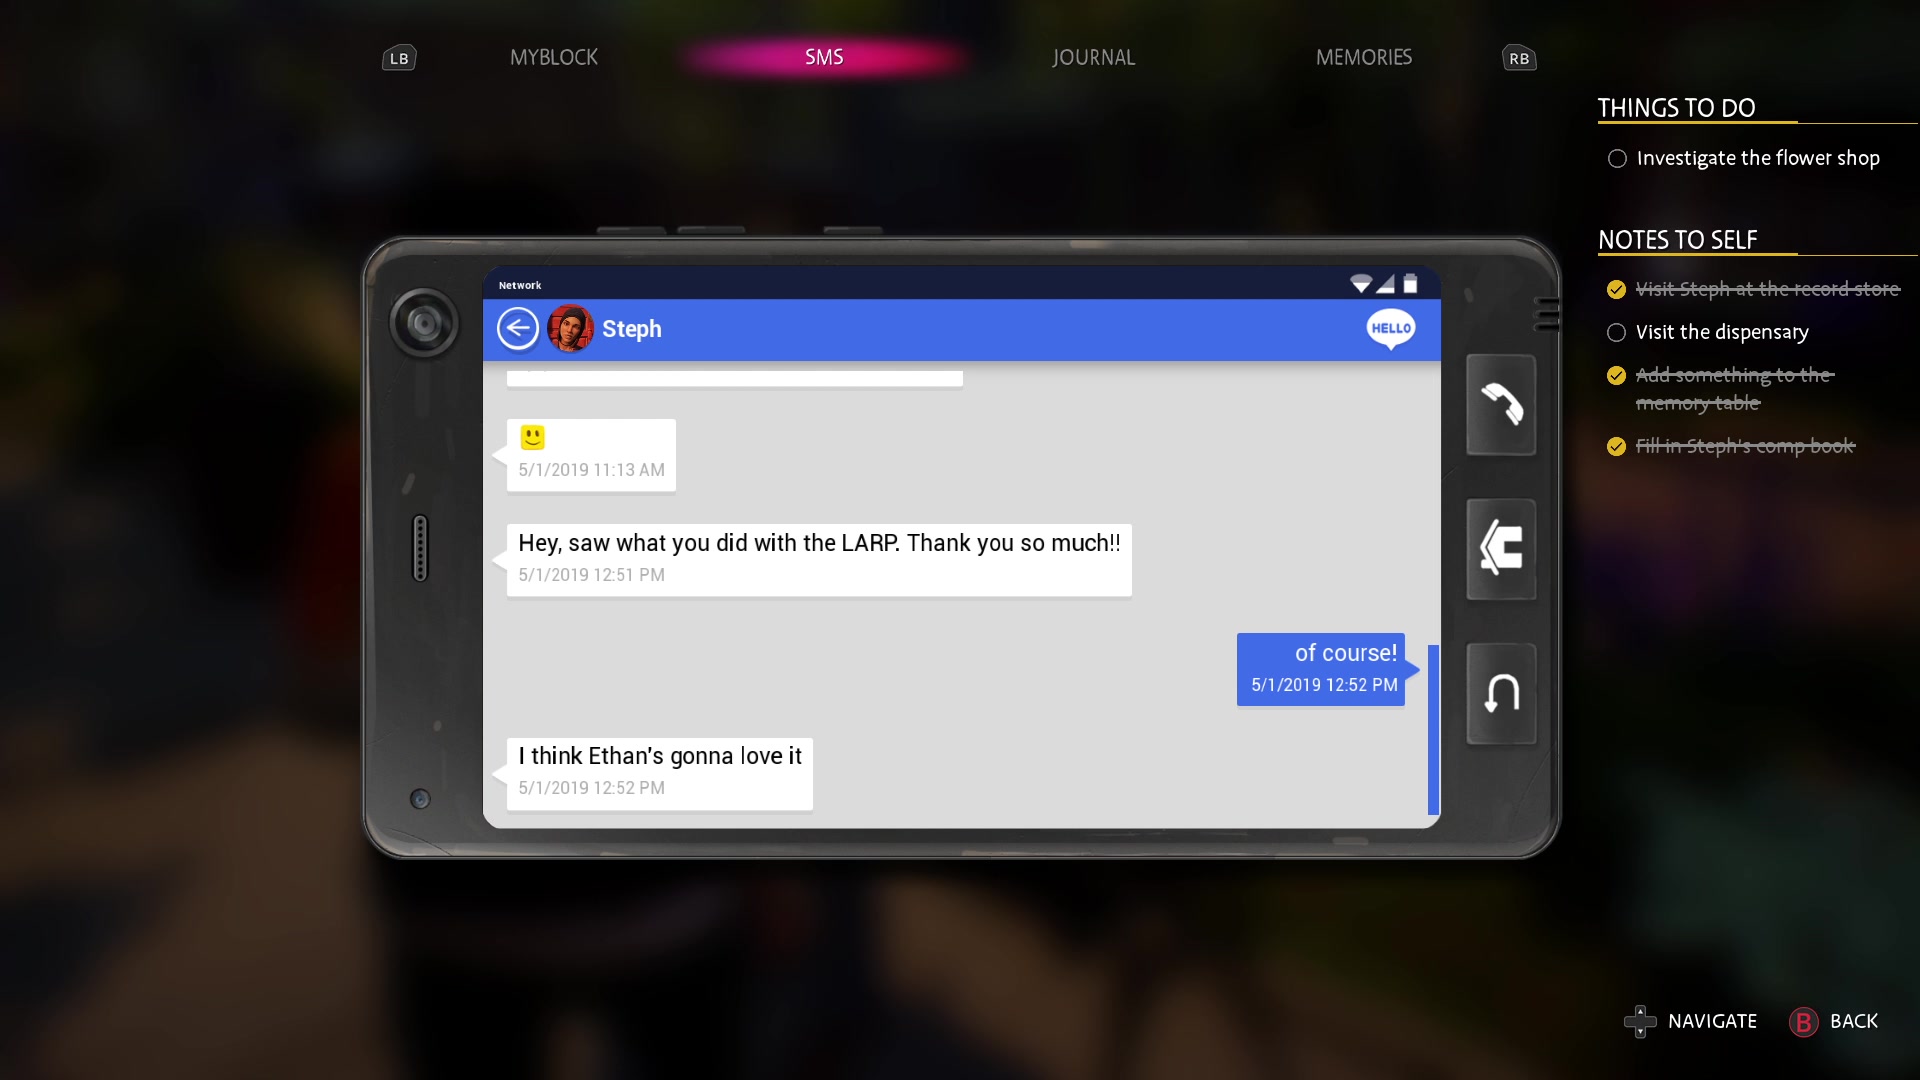 LB
MYBLOCK
SMS
JOURNAL
MEMORIES
RB
THINGS TO DO
Investigate the flower shop
NOTES TO SELF
Visit Steph at the record store
Visit the dispensary
Add something to the
memory table
Fill in Steph's comp book
Network
Steph
HELLO
5/1/2019 11:13 AM
Hey, saw what you did with the LARP. Thank you so much!!
5/1/2019 12:51 PM
of course!
5/1/2019 12:52 PM
I think Ethan's gonna love it
5/1/2019 12:52 PM
NAVIGATE
B BACK